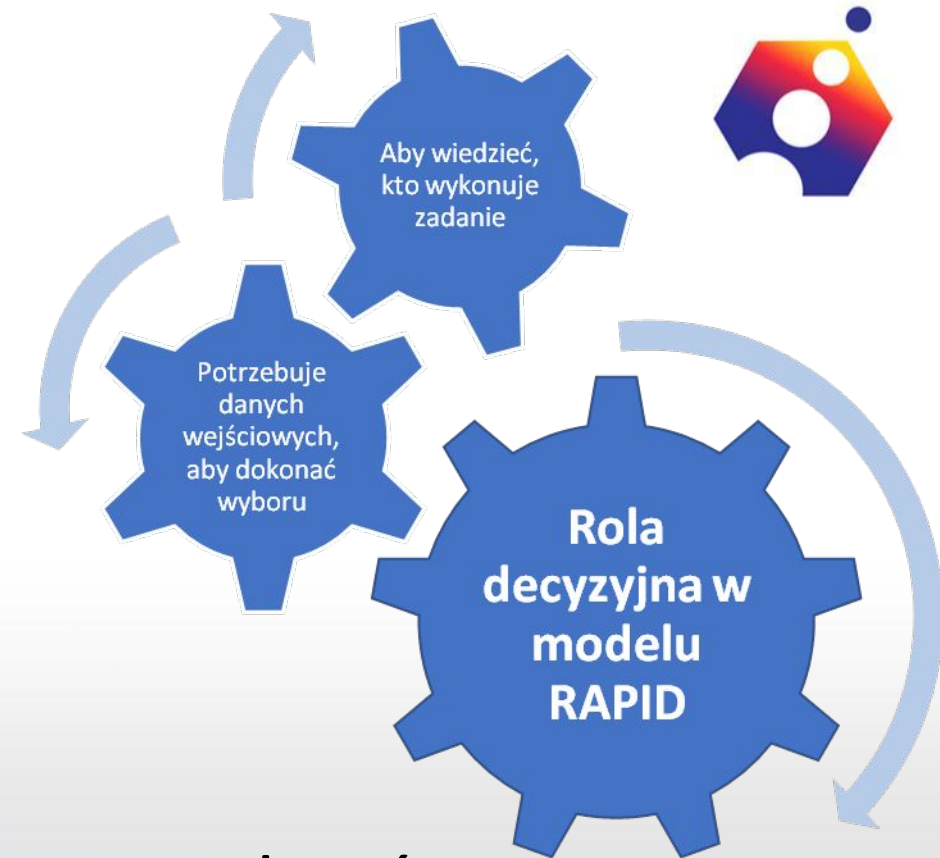 Aby wiedzieć,
kto wykonuje
zadanie
Potrzebuje
danych
wejściowych,
aby dokonać
wyboru
Rola
decyzyjna w
modelu
RAPID